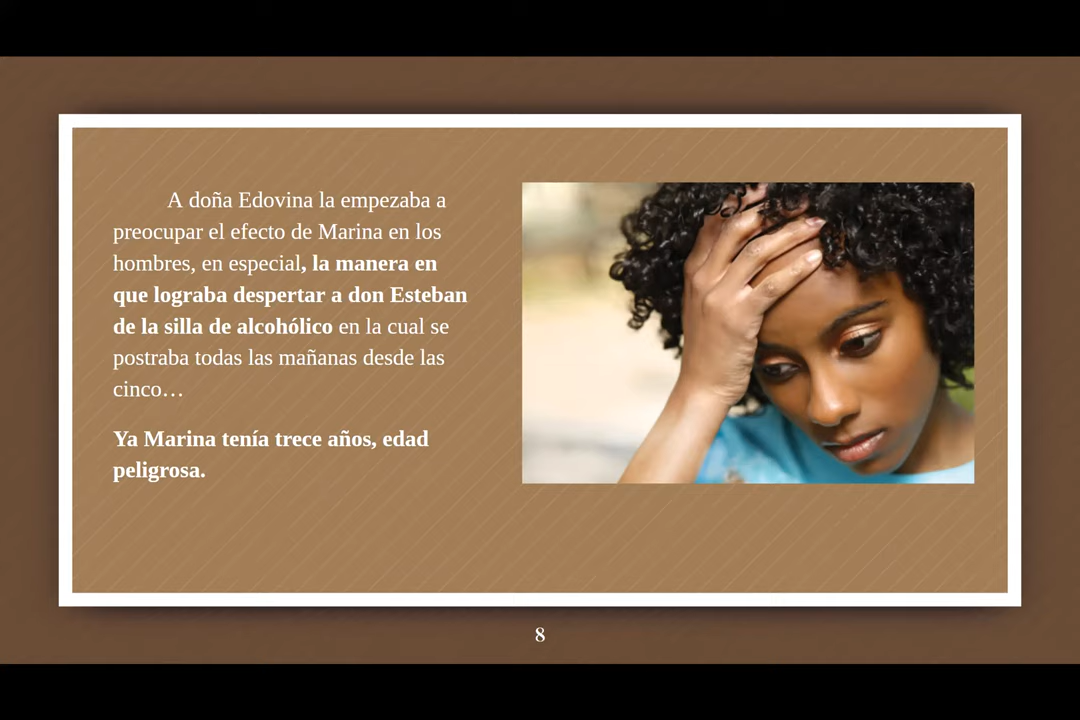 A doña Edovina la empezaba a
preocupar el efecto de Marina en los
hombres, en especial, la manera en
que lograba despertar a don Esteban
de la silla de alcohólico en la cual se
postraba todas las mañanas desde las
cinco…
Ya Marina tenía trece años, edad
peligrosa.
8